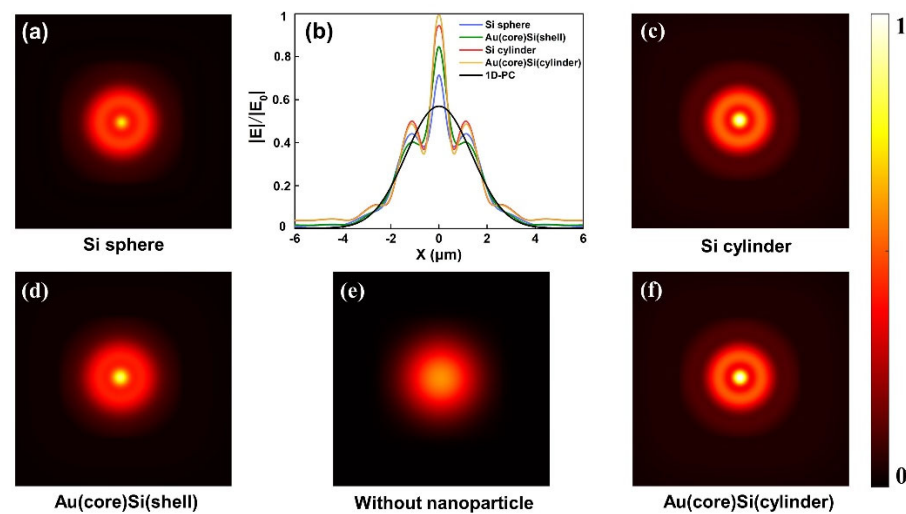 (a)
Si sphere
(b)
|E|/|E₀|
1
0.8
0.6
0.4
0.2
0
-6 -4 -2 0 2 4 6
X (μm)
Si sphere
Au(core)Si(shell)
Si cylinder
Au(core)Si(cylinder)
1D-PC
(c)
Si cylinder
1
0
(d)
Au(core)Si(shell)
(e)
Without nanoparticle
(f)
Au(core)Si(cylinder)